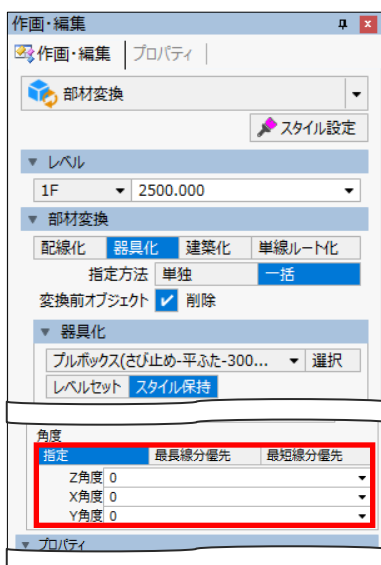 作画・編集
作画・編集 プロパティ
部材変換
スタイル設定
レベル
1F 2500.000
部材変換
配線化 器具化 建築化 単線ルート化
指定方法 単独 一括
変換前オブジェクト 削除
器具化
プルボックス(さび止め-平ふた-300... 選択
レベルセット スタイル保持
角度
指定 最長線分優先 最短線分優先
Z角度 0
X角度 0
Y角度 0
プロパティ